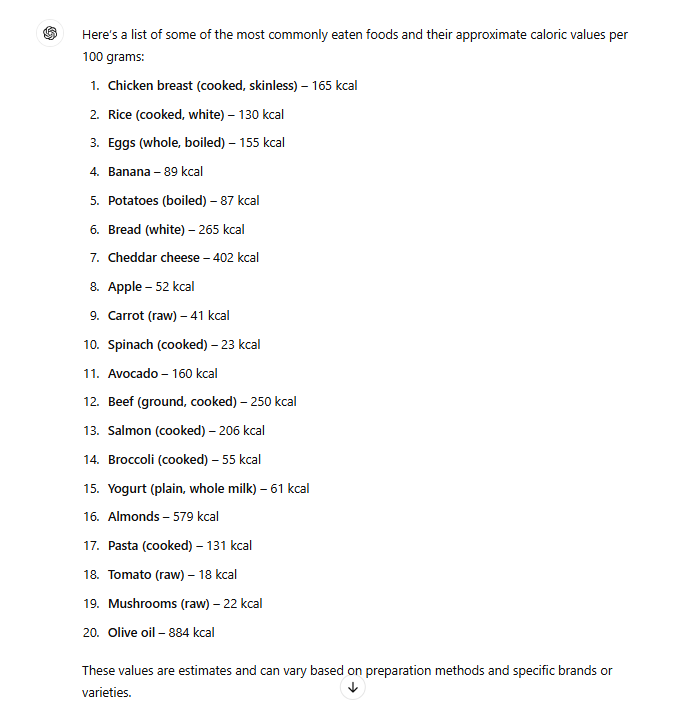 Here's a list of some of the most commonly eaten foods and their approximate caloric values per
100 grams:
1. Chicken breast (cooked, skinless) – 165 kcal
2. Rice (cooked, white) – 130 kcal
3. Eggs (whole, boiled) – 155 kcal
4. Banana – 89 kcal
5. Potatoes (boiled) – 87 kcal
6. Bread (white) – 265 kcal
7. Cheddar cheese – 402 kcal
8. Apple – 52 kcal
9. Carrot (raw) – 41 kcal
10. Spinach (cooked) – 23 kcal
11. Avocado – 160 kcal
12. Beef (ground, cooked) – 250 kcal
13. Salmon (cooked) – 206 kcal
14. Broccoli (cooked) – 55 kcal
15. Yogurt (plain, whole milk) – 61 kcal
16. Almonds – 579 kcal
17. Pasta (cooked) – 131 kcal
18. Tomato (raw) – 18 kcal
19. Mushrooms (raw) – 22 kcal
20. Olive oil – 884 kcal
These values are estimates and can vary based on preparation methods and specific brands or
varieties.